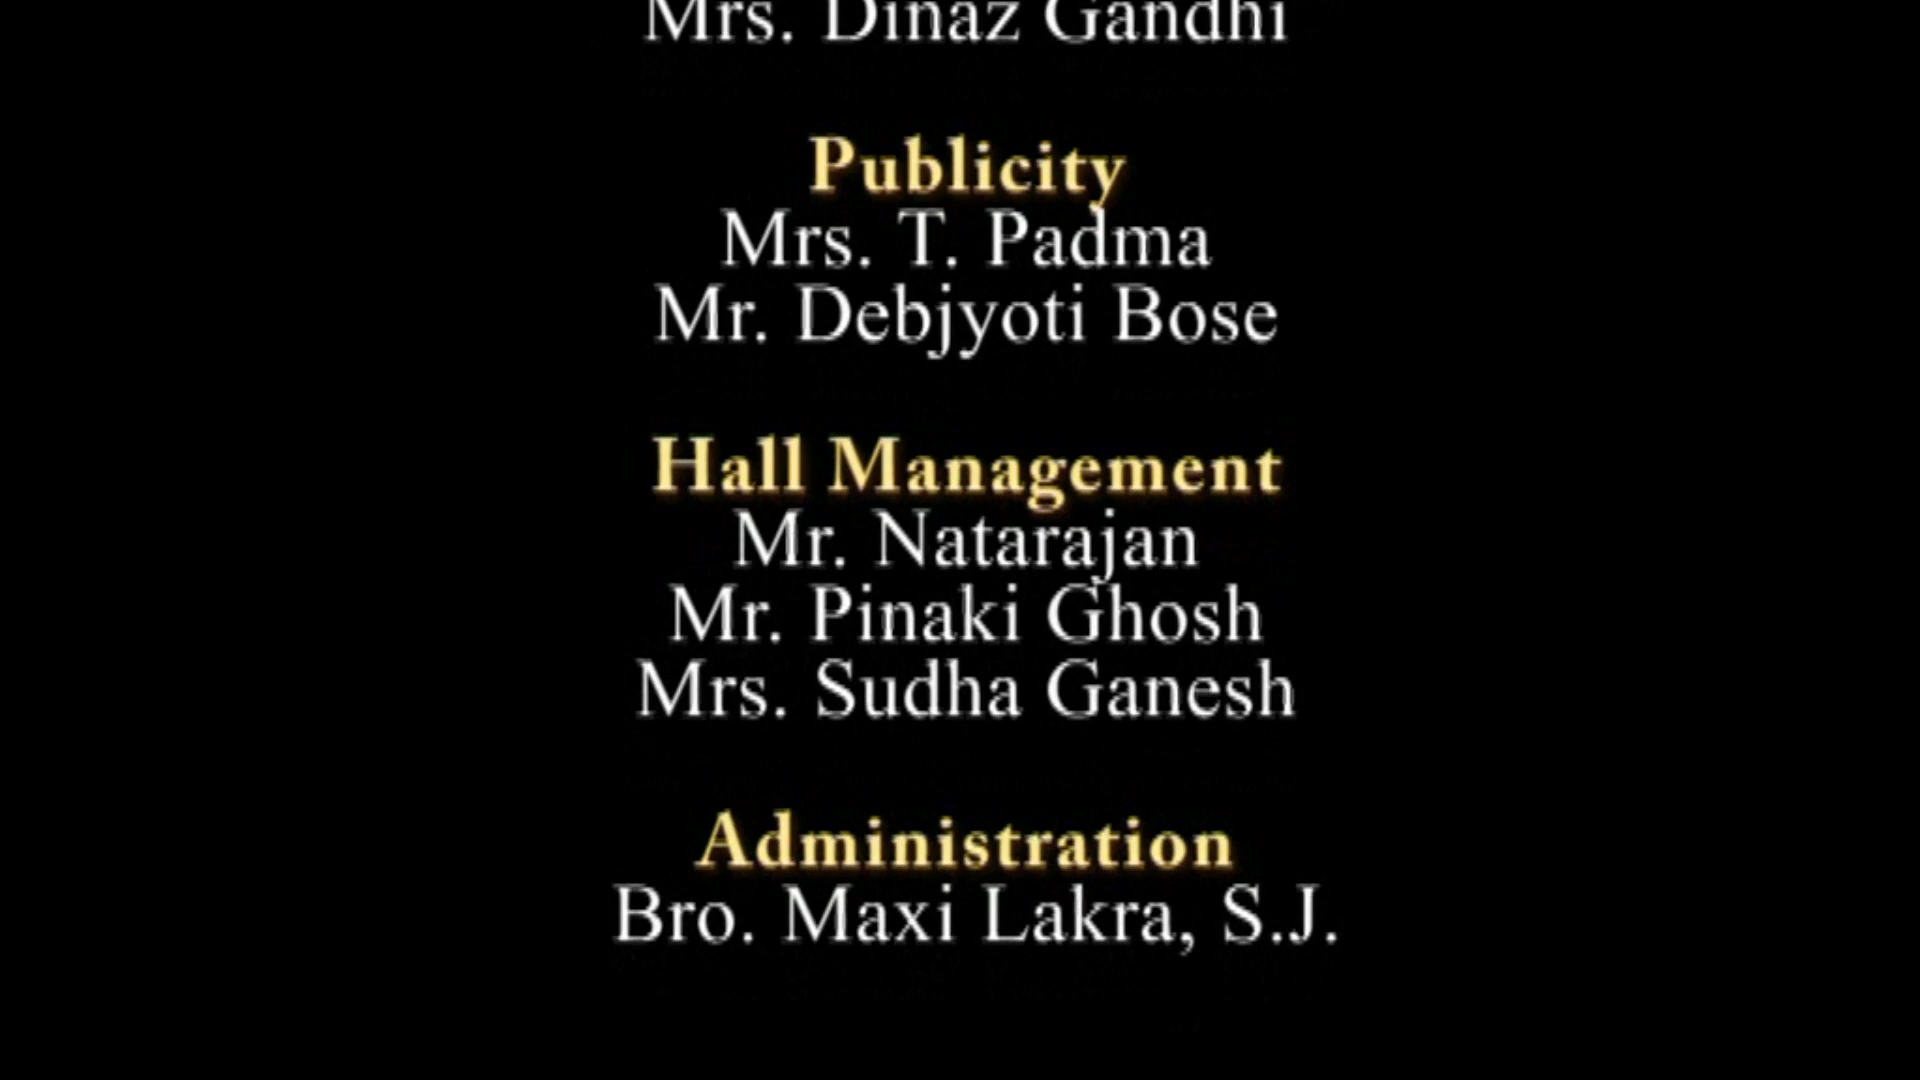 Mrs. Dinaz Gandhi
Publicity
Mrs. T. Padma
Mr. Debjyoti Bose
Hall Management
Mr. Natarajan
Mr. Pinaki Ghosh
Mrs. Sudha Ganesh
Administration
Bro. Maxi Lakra, S.J.